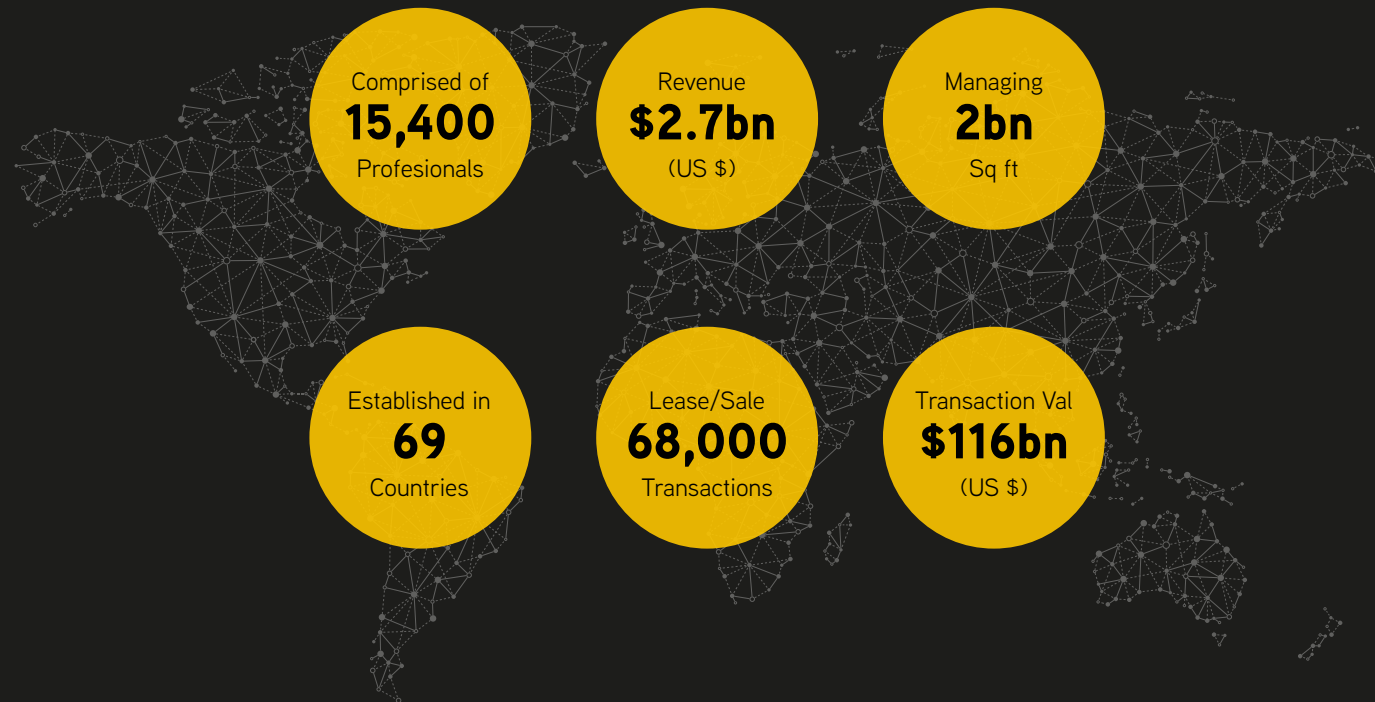 Comprised of
15,400
Profesionals
Revenue
$2.7bn
(US $)
Managing
2bn
Sq ft
Established in
69
Countries
Lease/Sale
68,000
Transactions
Transaction Val
$116bn
(US $)